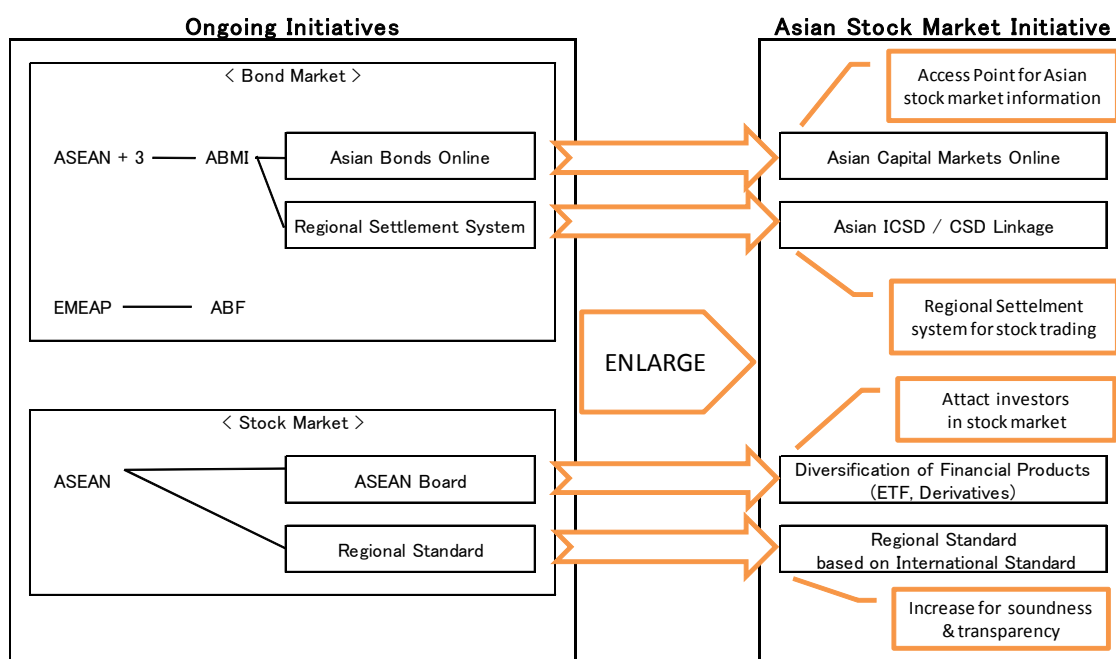 Ongoing Initiatives
Asian Stock Market Initiative
< Bond Market >
ASEAN + 3
ABMI
Asian Bonds Online
Regional Settlement System
EMEAP
ABF
< Stock Market >
ASEAN
ASEAN Board
Regional Standard
ENLARGE
Access Point for Asian
stock market information
Asian Capital Markets Online
Asian ICSD / CSD Linkage
Regional Settelment
system for stock trading
Attact investors
in stock market
Diversification of Financial Products
(ETF, Derivatives)
Regional Standard
based on International Standard
Increase for soundness
& transparency